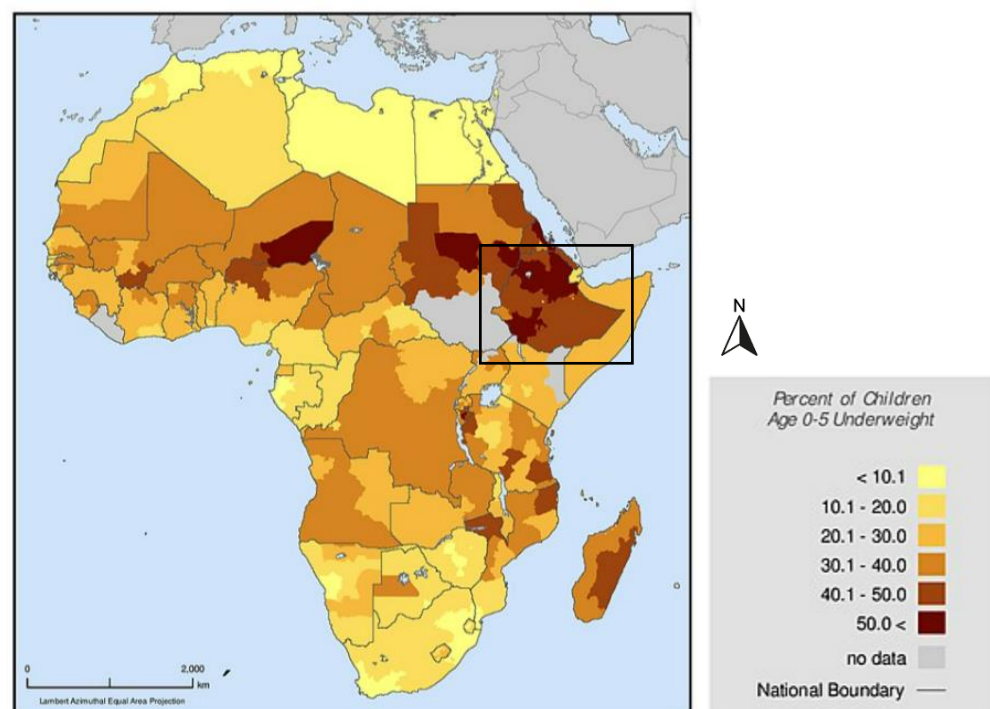 N
Percent of Children
Age 0-5 Underweight
< 10.1
10.1 - 20.0
20.1 - 30.0
30.1 - 40.0
40.1 - 50.0
50.0 <
no data
National Boundary
0 2,000
km
Lambert Azimuthal Equal Area Projection